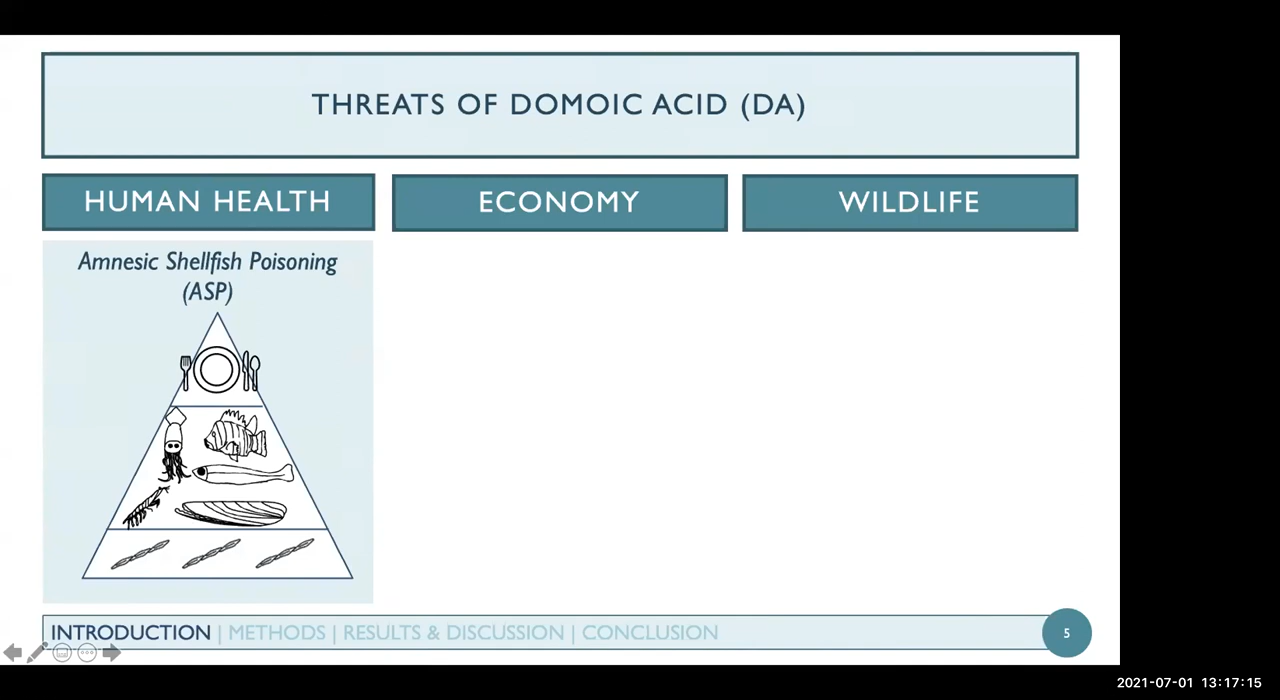 THREATS OF DOMOIC ACID (DA)
HUMAN HEALTH
ECONOMY
WILDLIFE
Amnesic Shellfish Poisoning
(ASP)
INTRODUCTION | METHODS | RESULTS & DISCUSSION | CONCLUSION
5
2021-07-01 13:17:15